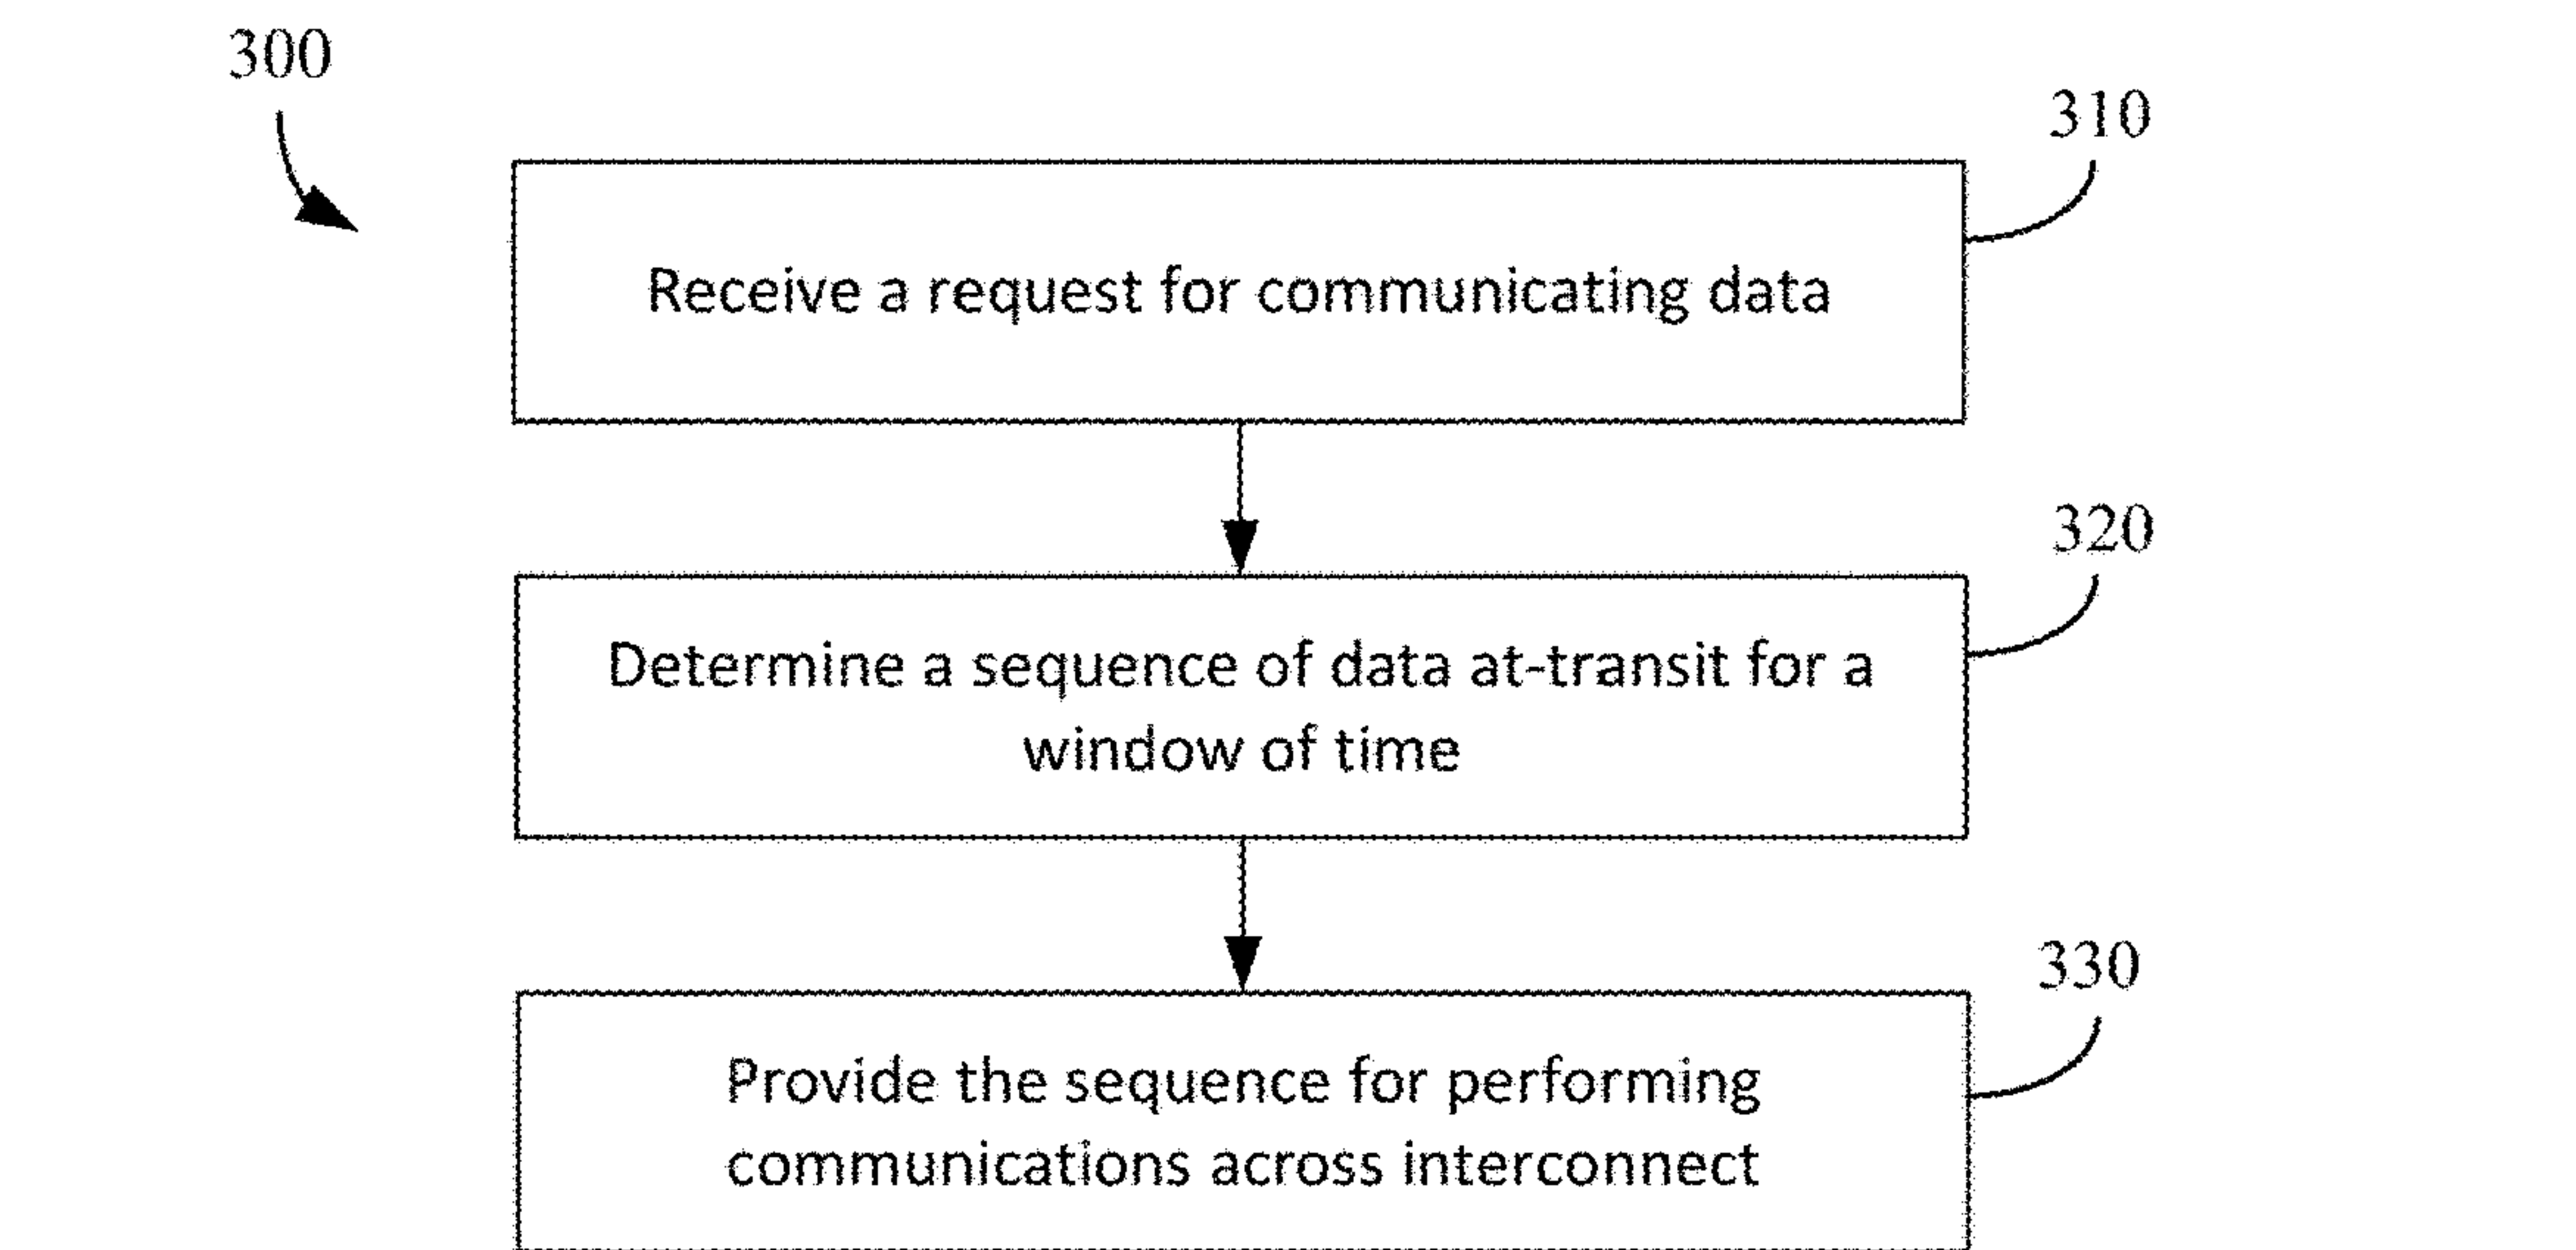 300
310
Receive a request for communicating data
320
Determine a sequence of data at-transit for a
window of time
330
Provide the sequence for performing
communications across interconnect